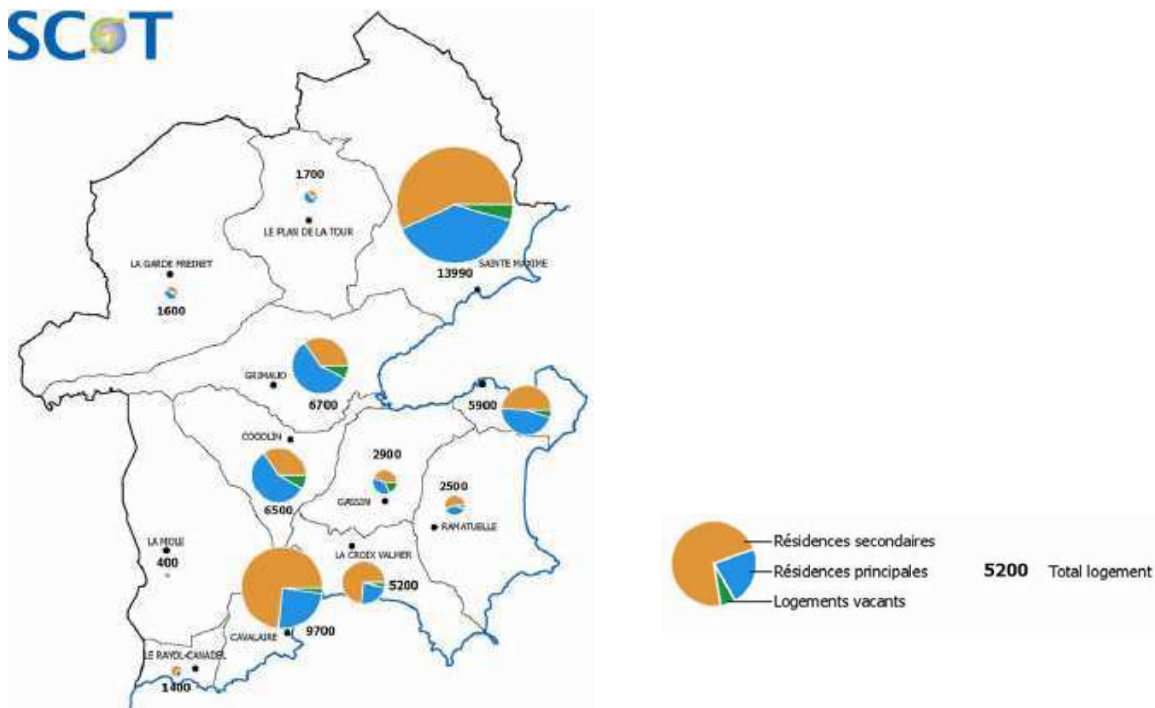 SCOT
1700
LE PLAN DE LA TOUR
LA GARDE FREINET
1600
SAINTE MAXIME
13990
GRIMAUD
6700
5900
COGOLIN
6500
2900
GASSIN
2500
RAMATUELLE
LA MOLE
400
LA CROIX VALMER
5200
CAVALAIRE
9700
LE RAYOL-CANADEL
1400
Résidences secondaires
Résidences principales
Logements vacants
5200 Total logement